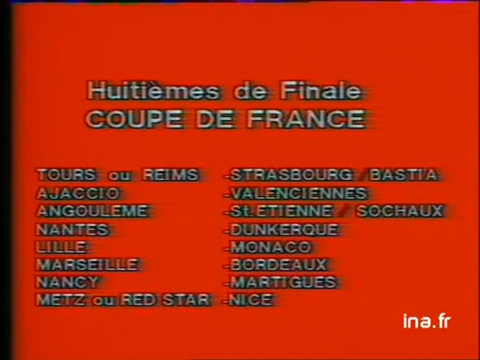 Huitièmes de Finale
COUPE DE FRANCE
TOURS ou REIMS -STRASBOURG / BASTIA
AJACCIO -VALENCIENNES
ANGOULEME -St.ETIENNE / SOCHAUX
NANTES -DUNKERQUE
LILLE -MONACO
MARSEILLE -BORDEAUX
NANCY -MARTIGUES
METZ ou RED STAR -NICE
ina.fr